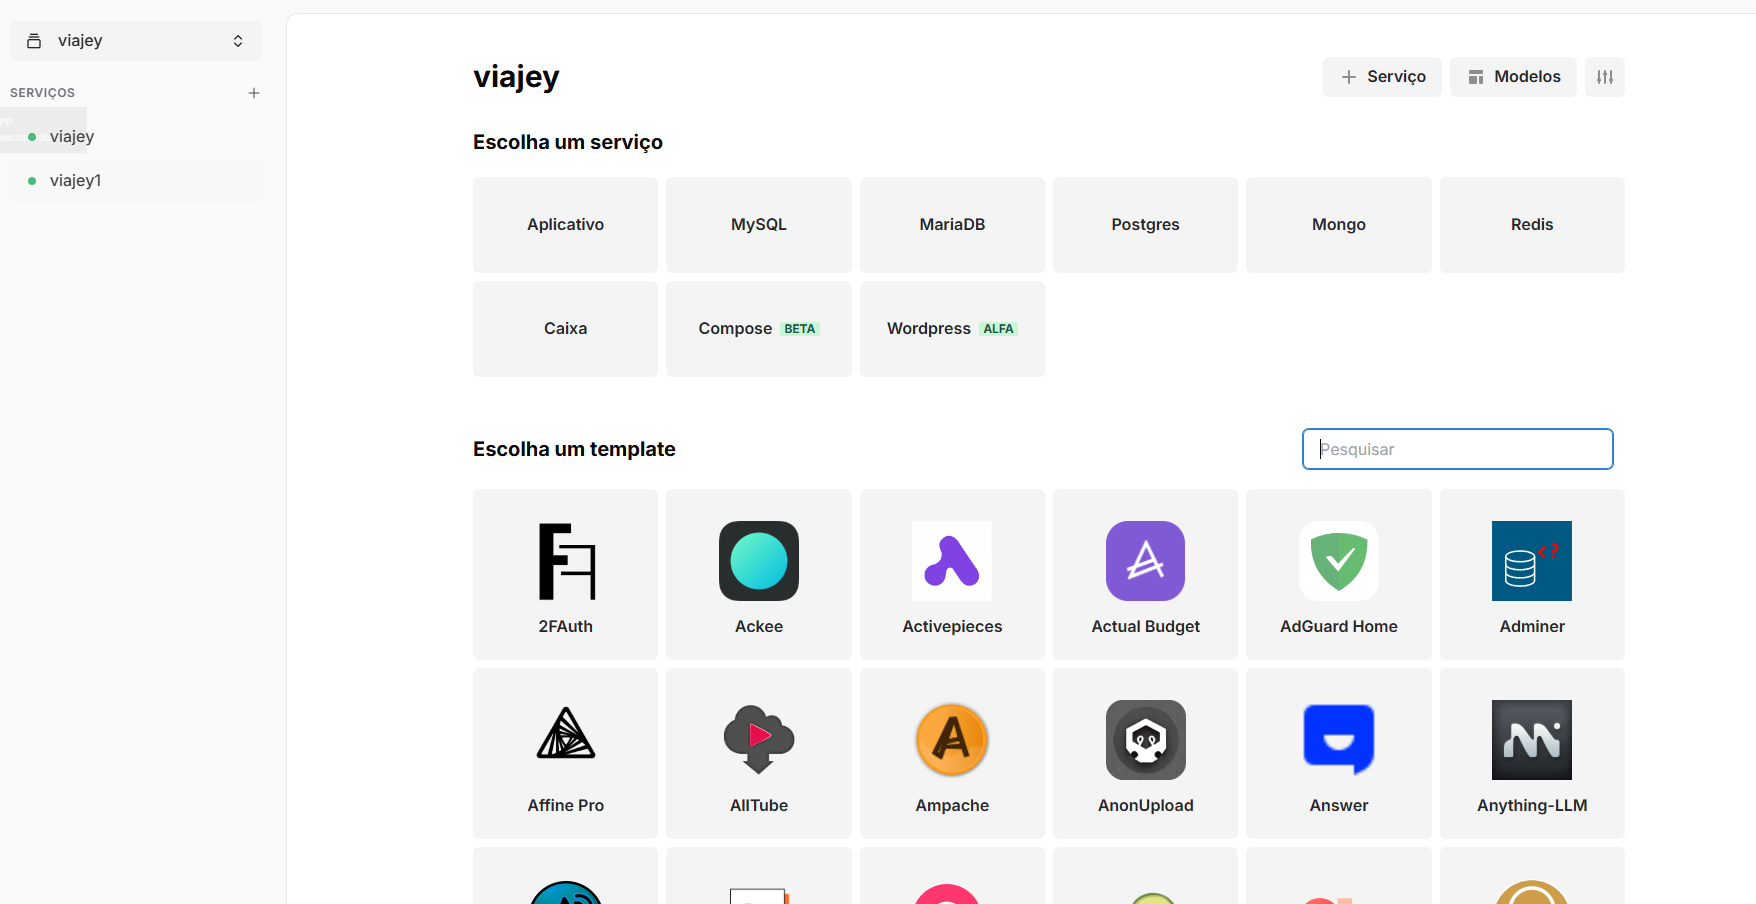 viajey
SERVIÇOS
viajey
viajey1
viajey
Serviço
Modelos
Escolha um serviço
Aplicativo
MySQL
MariaDB
Postgres
Mongo
Redis
Caixa
Compose BETA
Wordpress ALFA
Escolha um template
Pesquisar
2FAuth
Ackee
Activepieces
Actual Budget
AdGuard Home
Adminer
Affine Pro
AllTube
Ampache
AnonUpload
Answer
Anything-LLM